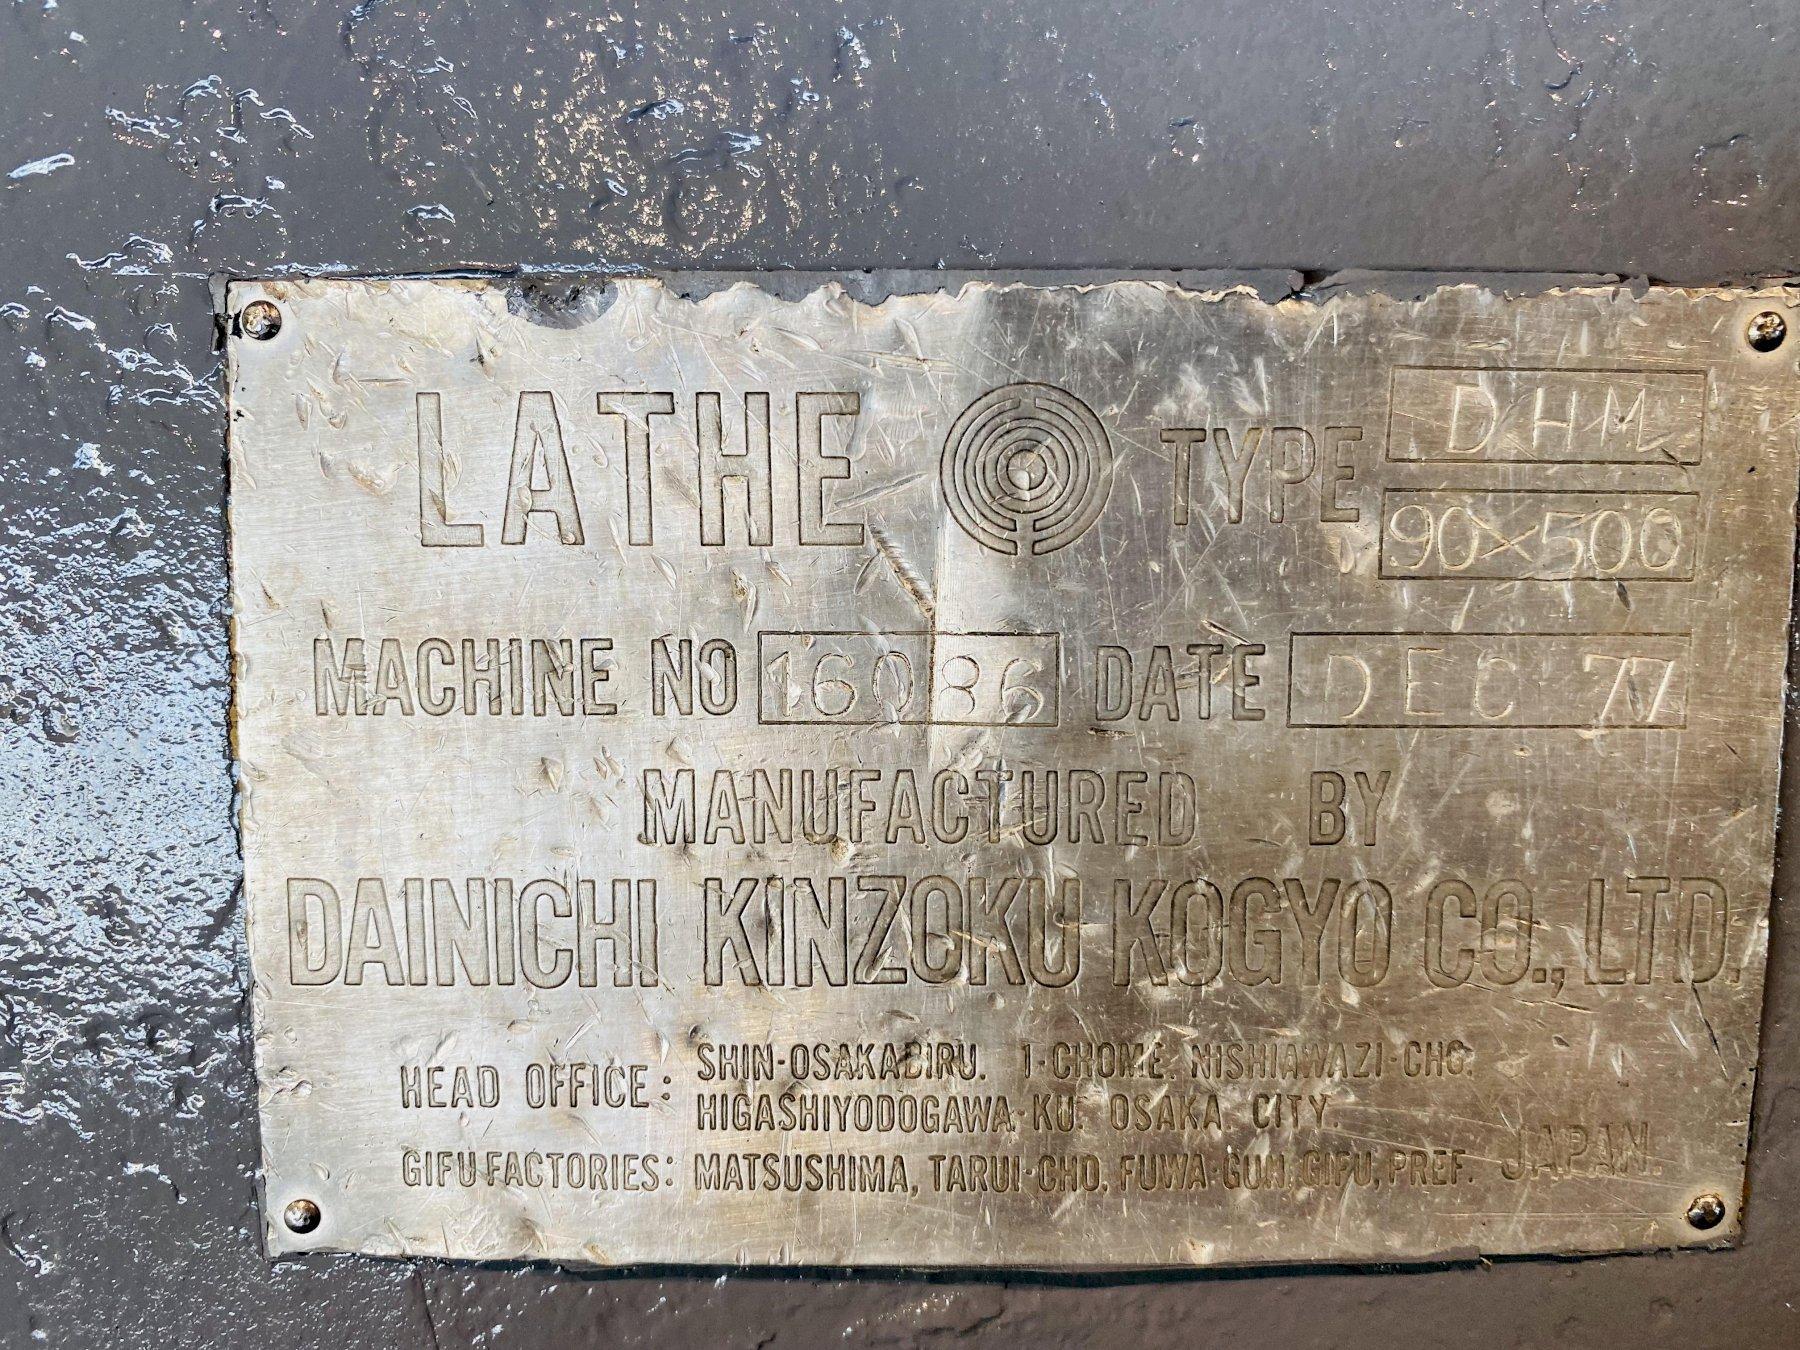 LATHE TYPE DHM
90×500
MACHINE NO 16086 DATE DEC 77
MANUFACTURED BY
DAINICHI KINZOKU KOGYO CO., LTD.
HEAD OFFICE: SHIN-OSAKABIRU. 1-CHOME. NISHIAWAZI-CHO.
HIGASHIYODOGAWA-KU. OSAKA. CITY.
GIFU FACTORIES: MATSUSHIMA, TARUI-CHO. FUWA-GUN. GIFU, PREF. JAPAN.